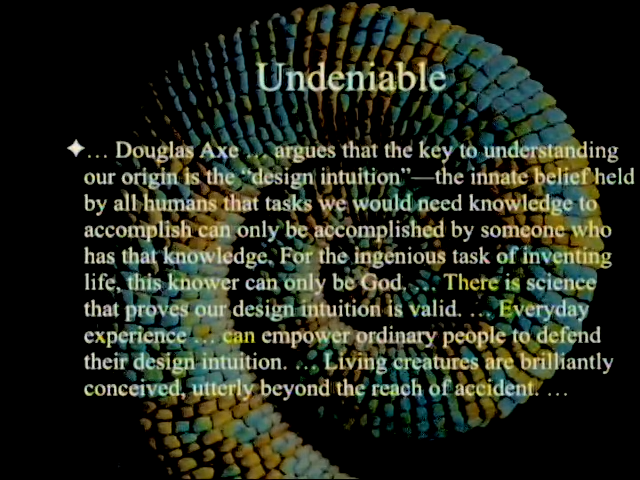 Undeniable
✦… Douglas Axe … argues that the key to understanding
our origin is the “design intuition”—the innate belief held
by all humans that tasks we would need knowledge to
accomplish can only be accomplished by someone who
has that knowledge. For the ingenious task of inventing
life, this knower can only be God. … There is science
that proves our design intuition is valid. … Everyday
experience … can empower ordinary people to defend
their design intuition. … Living creatures are brilliantly
conceived, utterly beyond the reach of accident. …